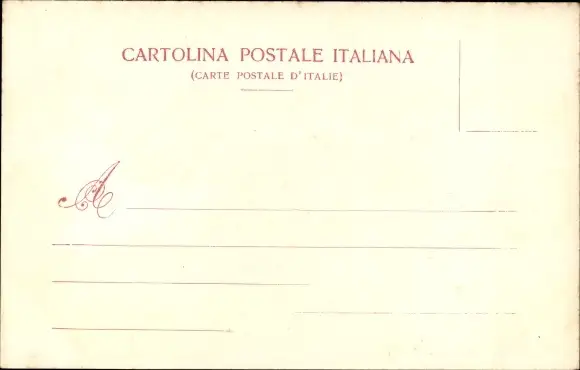 CARTOLINA POSTALE ITALIANA
(CARTE POSTALE D'ITALIE)
A